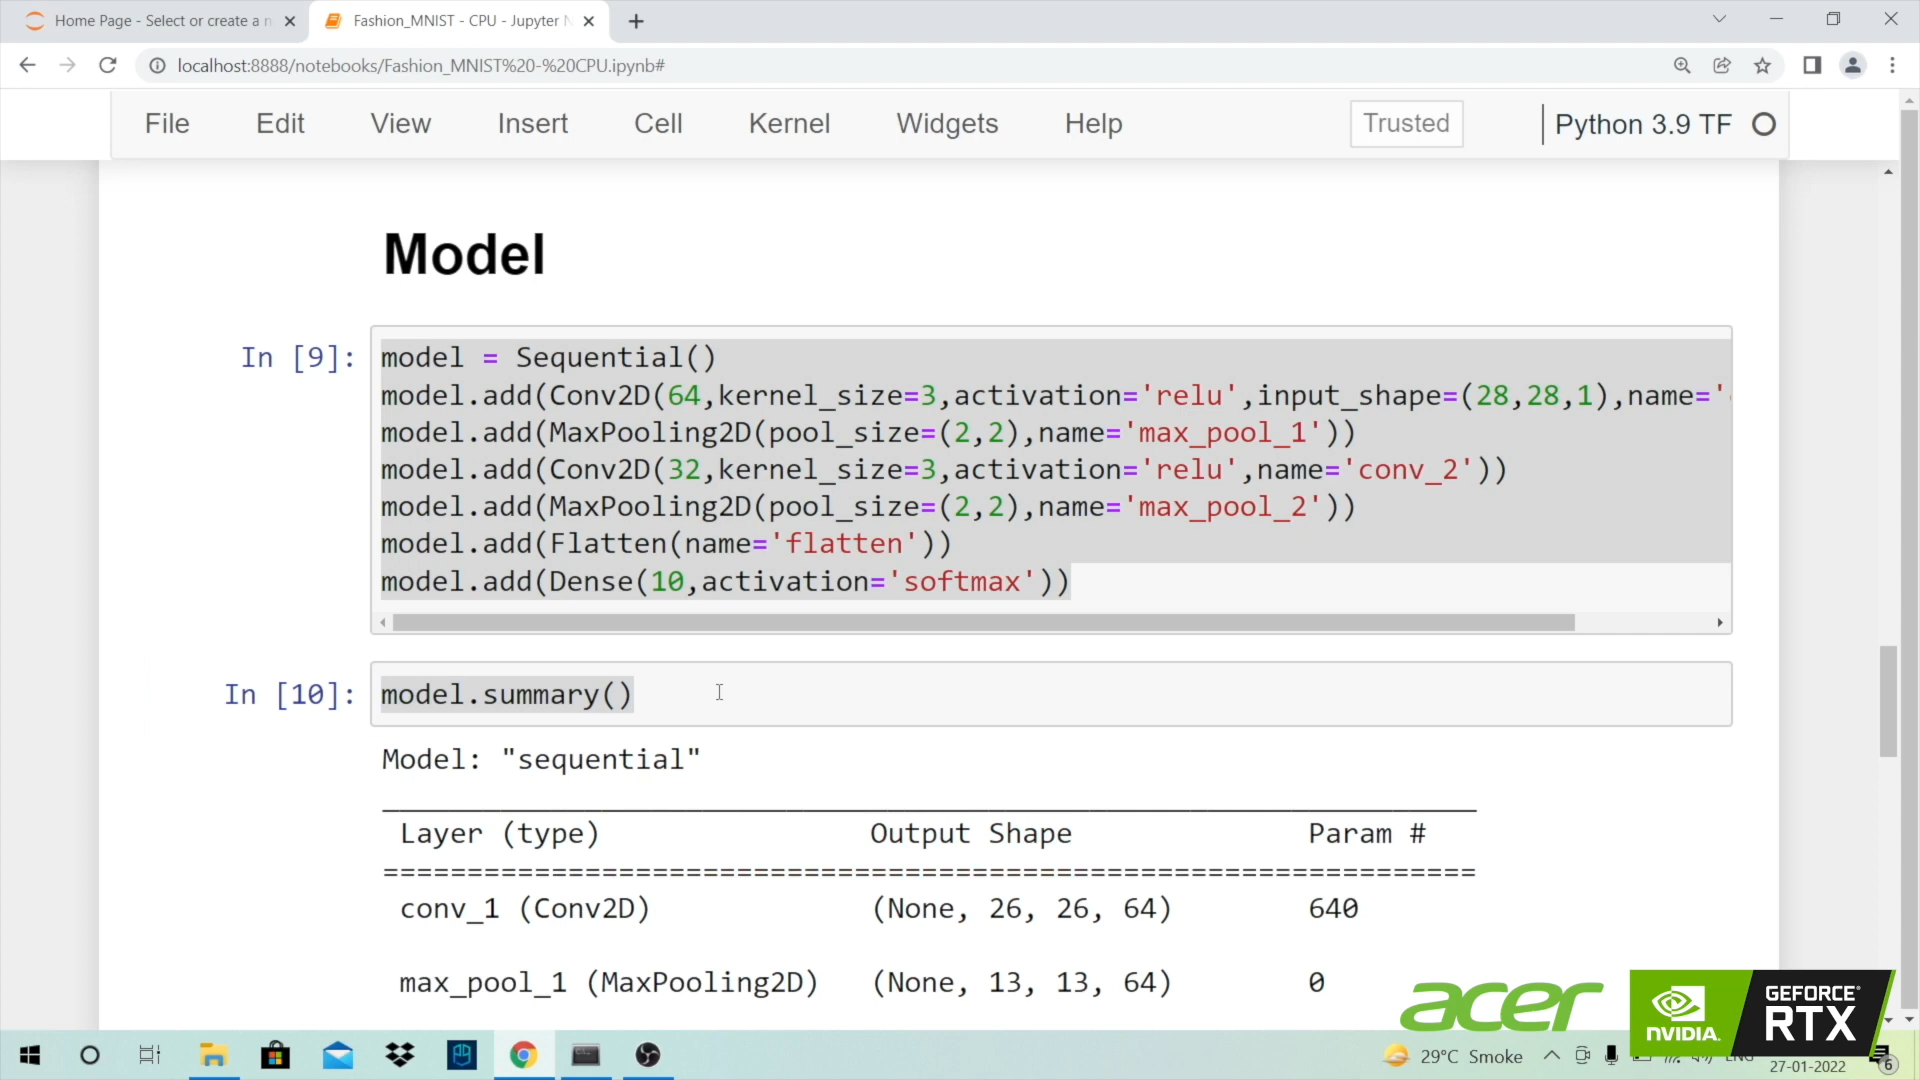 Home Page - Select or create a n
Fashion_MNIST - CPU - Jupyter N
localhost:8888/notebooks/Fashion_MNIST%20-%20CPU.ipynb#
File Edit View Insert Cell Kernel Widgets Help Trusted Python 3.9 TF
Model
In [9]:
model = Sequential()
model.add(Conv2D(64,kernel_size=3,activation='relu',input_shape=(28,28,1),name='
model.add(MaxPooling2D(pool_size=(2,2),name='max_pool_1'))
model.add(Conv2D(32,kernel_size=3,activation='relu',name='conv_2'))
model.add(MaxPooling2D(pool_size=(2,2),name='max_pool_2'))
model.add(Flatten(name='flatten'))
model.add(Dense(10,activation='softmax'))
In [10]:
model.summary()
Model: "sequential"
Layer (type) Output Shape Param #
=================================================================
conv_1 (Conv2D) (None, 26, 26, 64) 640
max_pool_1 (MaxPooling2D) (None, 13, 13, 64) 0
acer
NVIDIA.
GEFORCE
RTX
29°C Smoke
ENG
27-01-2022
6